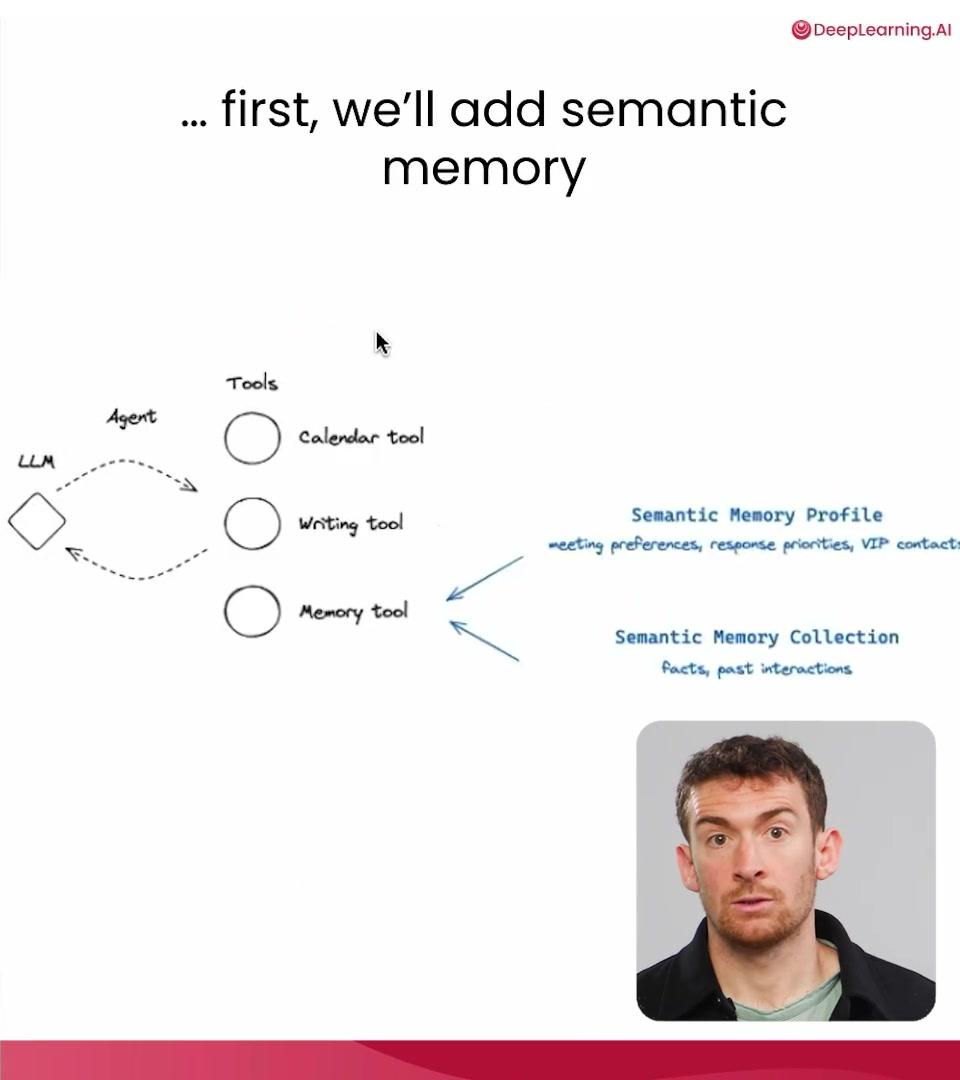 DeepLearning.AI
... first, we'll add semantic
memory
Tools
Agent
Calendar tool
LLM
Semantic Memory Profile
Writing tool
meeting preferences, response priorities, VIP contacts
Memory tool
Semantic Memory Collection
facts, past interactions